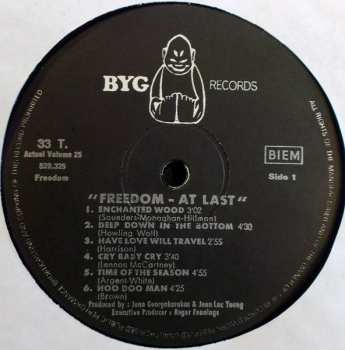 BYG RECORDS
33 T.
Actuel Volume 25
529.325
Freedom
BIEM
Side 1
"FREEDOM - AT LAST"
1. ENCHANTED WOOD 3'02
(Saunders-Monaghan-Hillman)
2. DEEP DOWN IN THE BOTTOM 4'30
(Howling Wolf)
3. HAVE LOVE WILL TRAVEL 2'55
(Harrison)
4. CRY BABY CRY 4'40
(Lennon McCartney)
5. TIME OF THE SEASON 4'55
(Argent White)
6. HOO DOO MAN 4'25
(Brown)
Produced by : Jean Georgakarakos & Jean Luc Young
Executive Producer : Roger Fennings
ALL RIGHTS OF THE